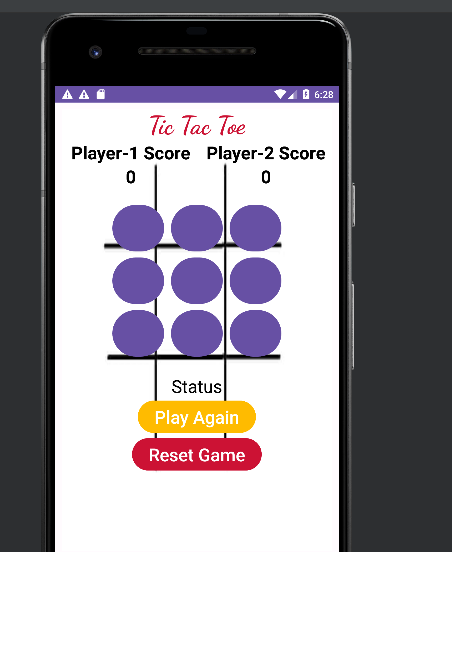 6:28
Tic Tac Toe
Player-1 Score Player-2 Score
0 0
Status
Play Again
Reset Game